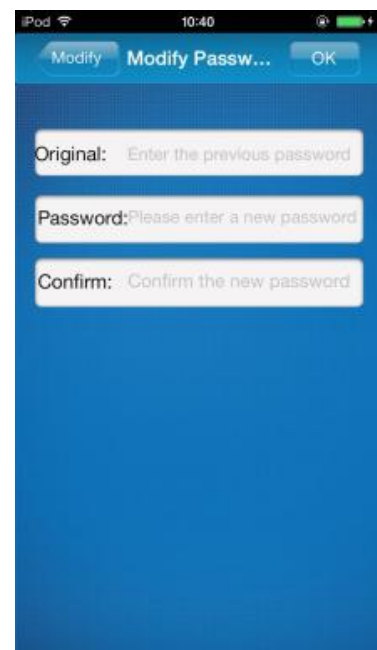 iPod 10:40
Modify Modify Passw... OK
Original: Enter the previous password
Password: Please enter a new password
Confirm: Confirm the new password